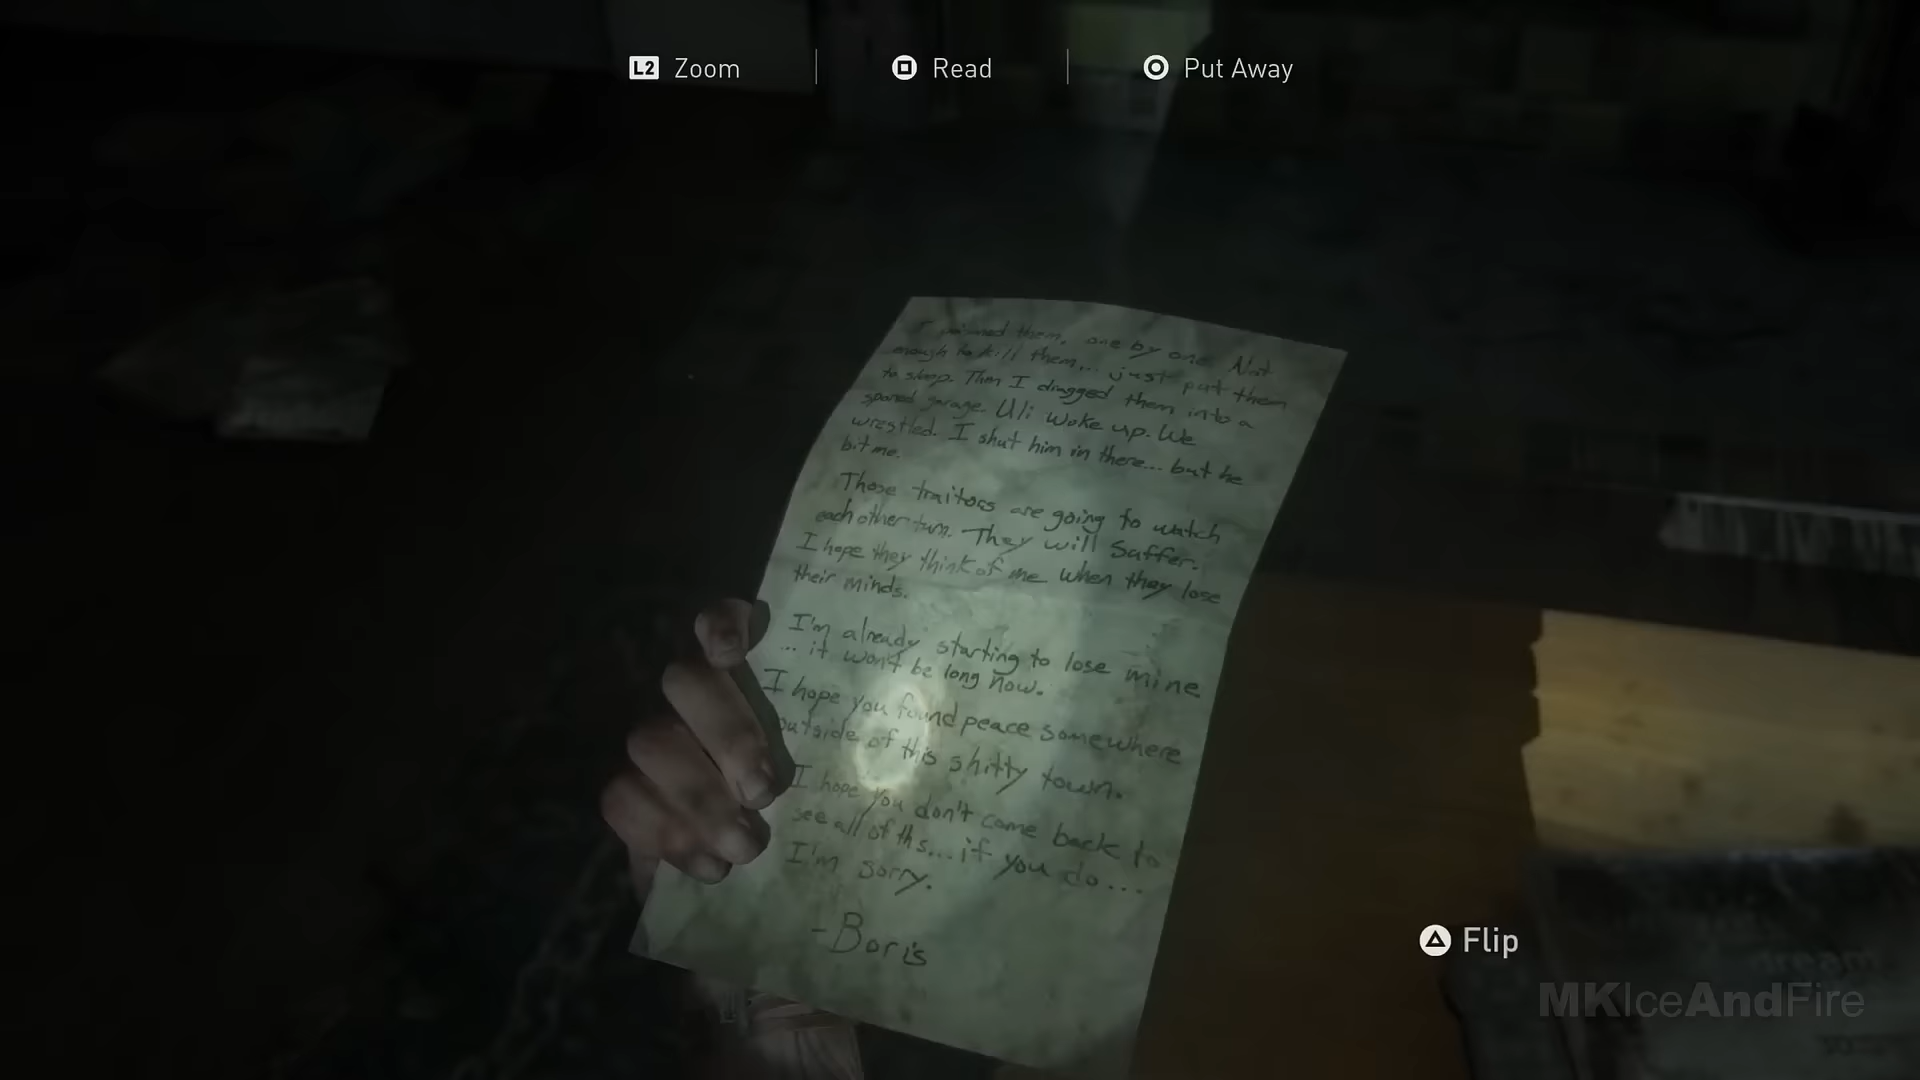 L2 Zoom
Read
Put Away
I poisoned them, one by one. Not
enough to kill them... just put them
to sleep. Then I dragged them into a
spored garage. Uli woke up. We
wrestled. I shut him in there... but he
bit me.
Those traitors are going to watch
each other turn. They will suffer.
I hope they think of me when they lose
their minds.
I'm already starting to lose mine
... it won't be long now.
I hope you found peace somewhere
outside of this shitty town.
I hope you don't come back to
see all of ths... if you do...
I'm sorry.
-Boris
Flip
MKIceAndFire
dream